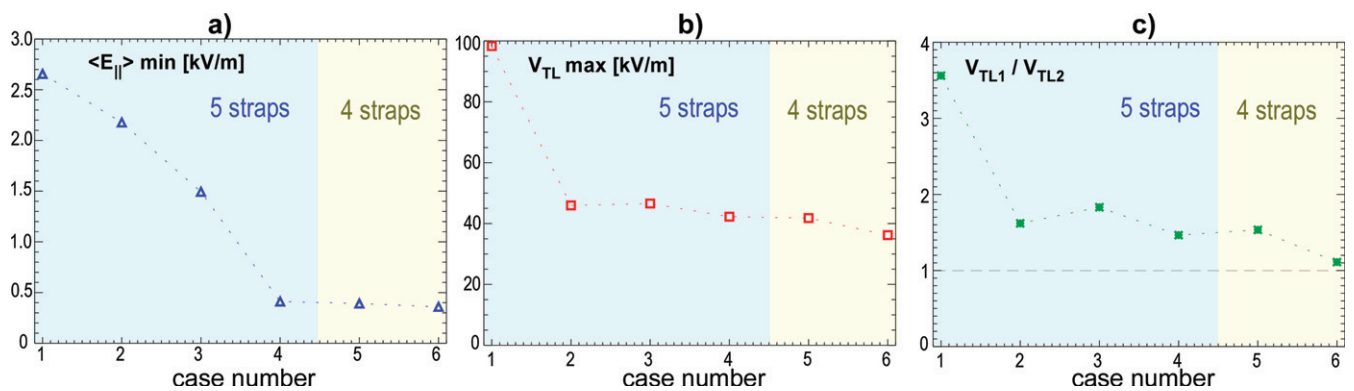 a)
<E||> min [kV/m]
5 straps
4 straps
3.0
2.5
2.0
1.5
1.0
0.5
0
1 2 3 4 5 6
case number
b)
V_TL max [kV/m]
5 straps
4 straps
100
80
60
40
20
0
1 2 3 4 5 6
case number
c)
V_TL1 / V_TL2
5 straps
4 straps
4
3
2
1
0
1 2 3 4 5 6
case number